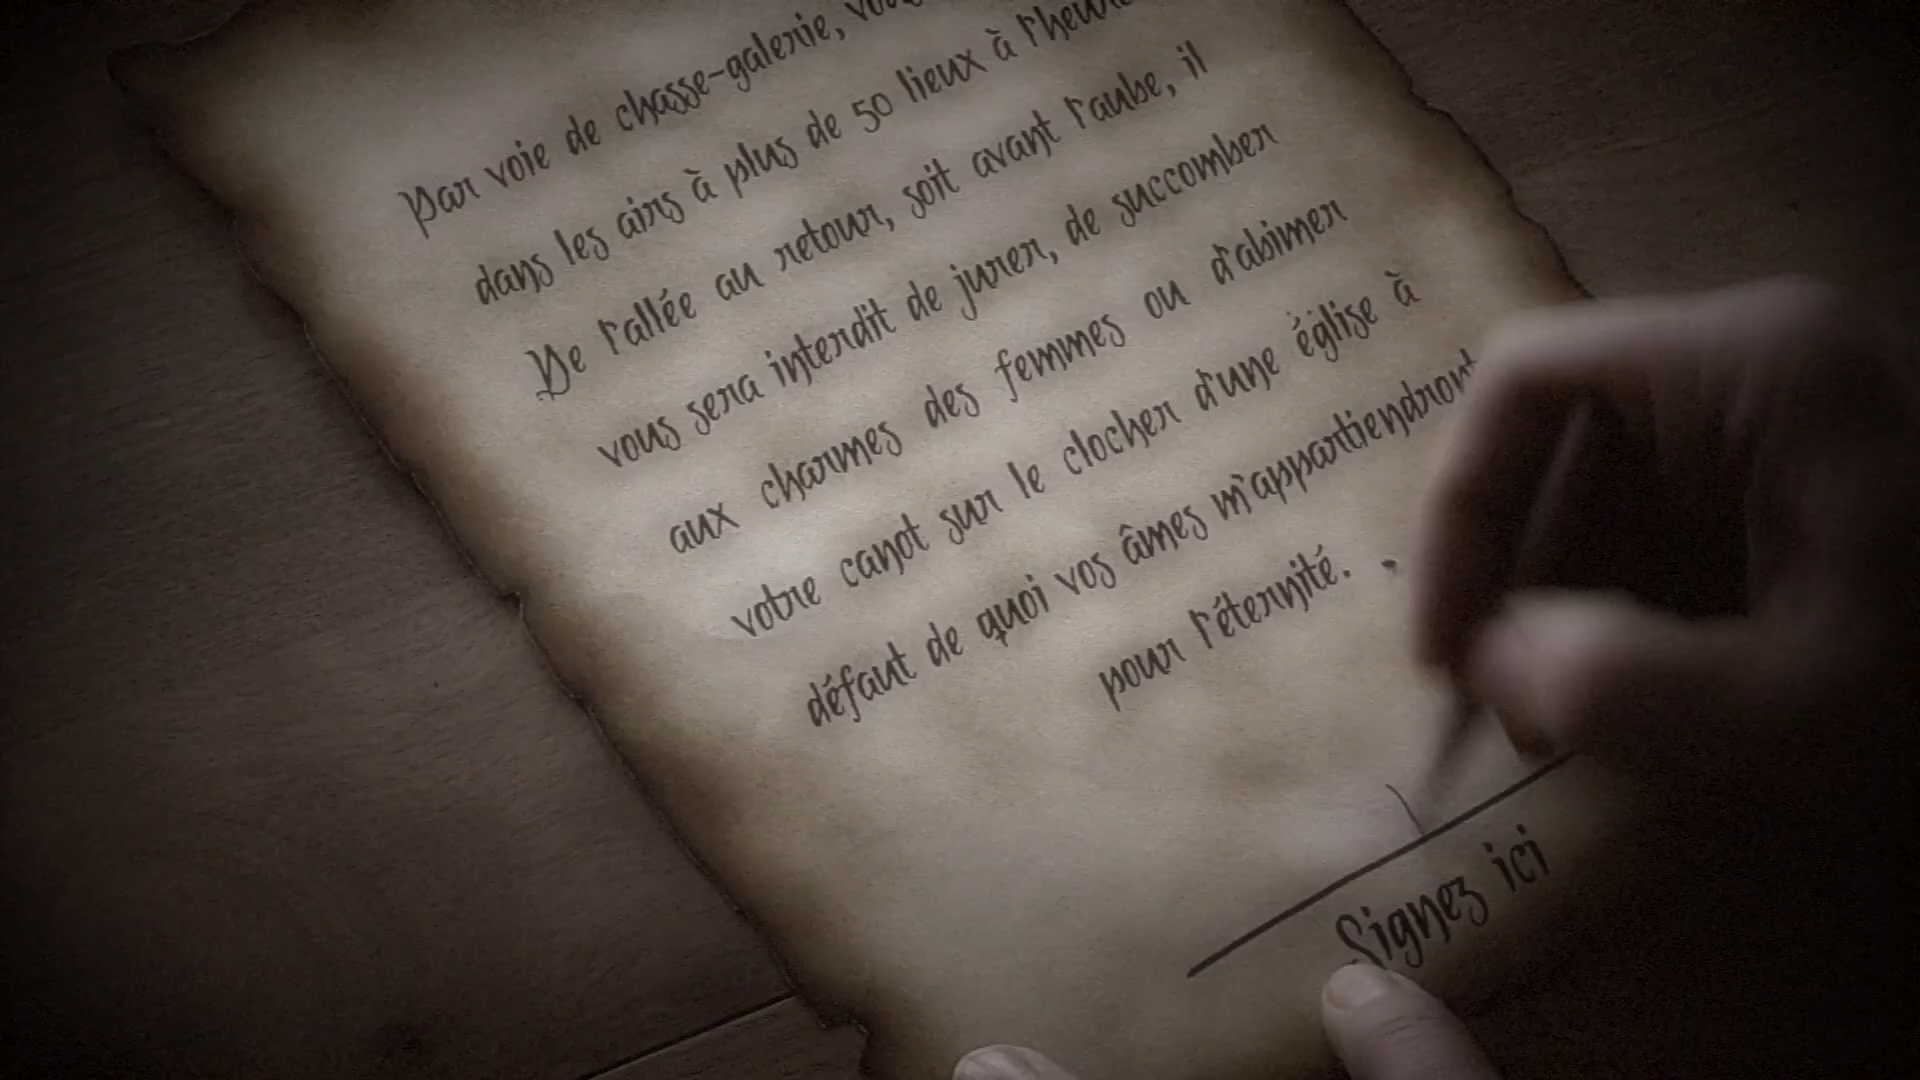 Par voie de chasse-galerie,
dans les airs à plus de 50 lieux à l'heure
De l'allée au retour, soit avant l'aube, il
vous sera interdit de jurer, de succomber
aux charmes des femmes ou d'abimer
votre canot sur le clocher d'une église à
défaut de quoi vos âmes m'appartiendront
pour l'éternité.
Signez ici